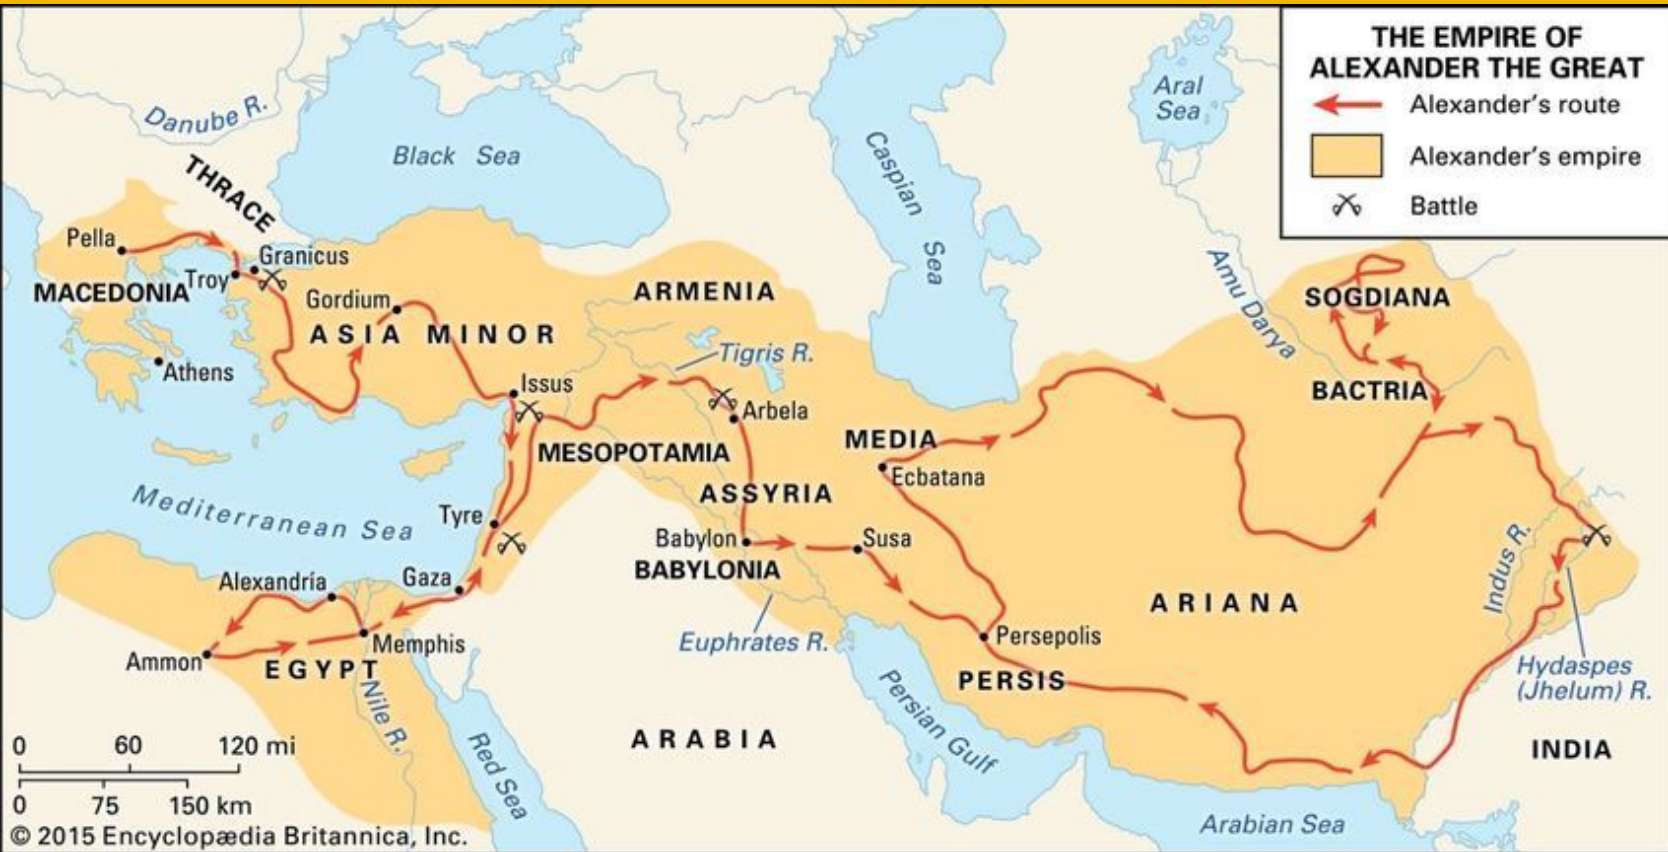 THE EMPIRE OF
ALEXANDER THE GREAT
Alexander's route
Alexander's empire
Battle
Danube R.
Black Sea
Caspian
Sea
Aral
Sea
THRACE
Pella
Granicus
Troy
MACEDONIA
Gordium
ASIA MINOR
ARMENIA
Amu Darya
SOGDIANA
BACTRIA
Athens
Tigris R.
Issus
Arbela
MESOPOTAMIA
MEDIA
Ecbatana
ASSYRIA
Mediterranean Sea
Tyre
Babylon
BABYLONIA
Susa
Indus R.
Alexandría
Gaza
ARIANA
Memphis
Ammon
EGYPT
Nile R.
Euphrates R.
Persepolis
PERSIS
Persian Gulf
Hydaspes
(Jhelum) R.
ARABIA
INDIA
Red Sea
Arabian Sea
0 60 120 mi
0 75 150 km
© 2015 Encyclopædia Britannica, Inc.